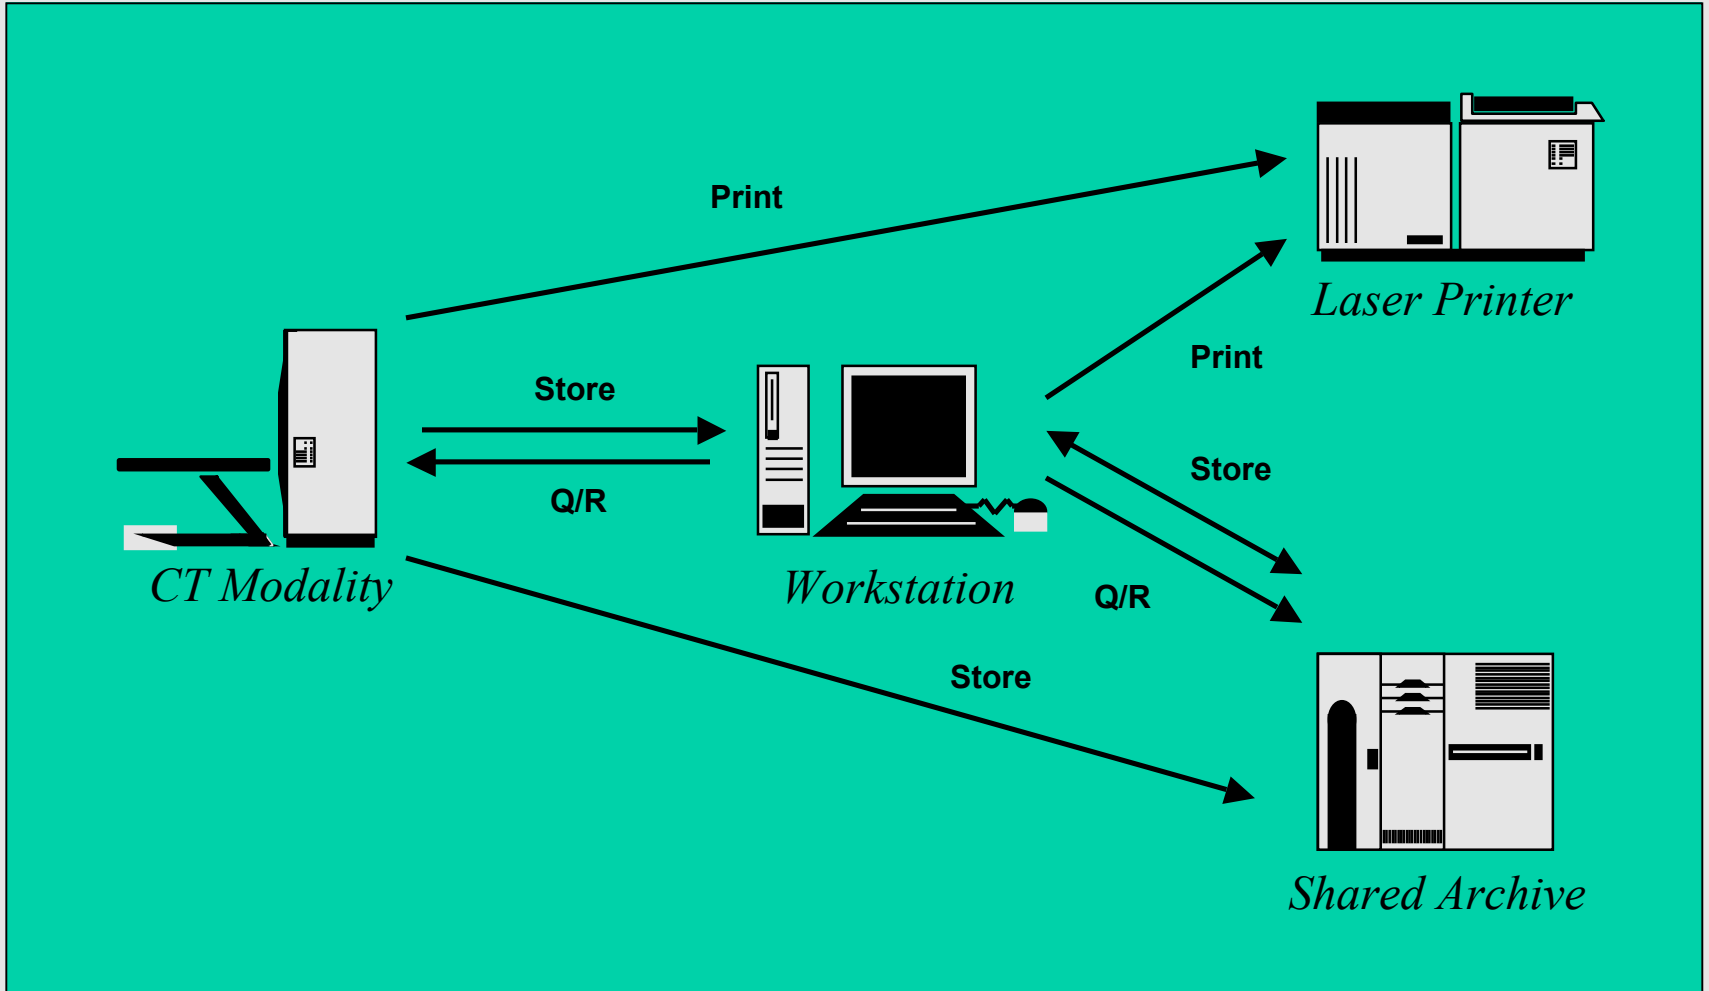 Print
Laser Printer
Print
Store
Store
Q/R
CT Modality
Workstation
Q/R
Store
Shared Archive